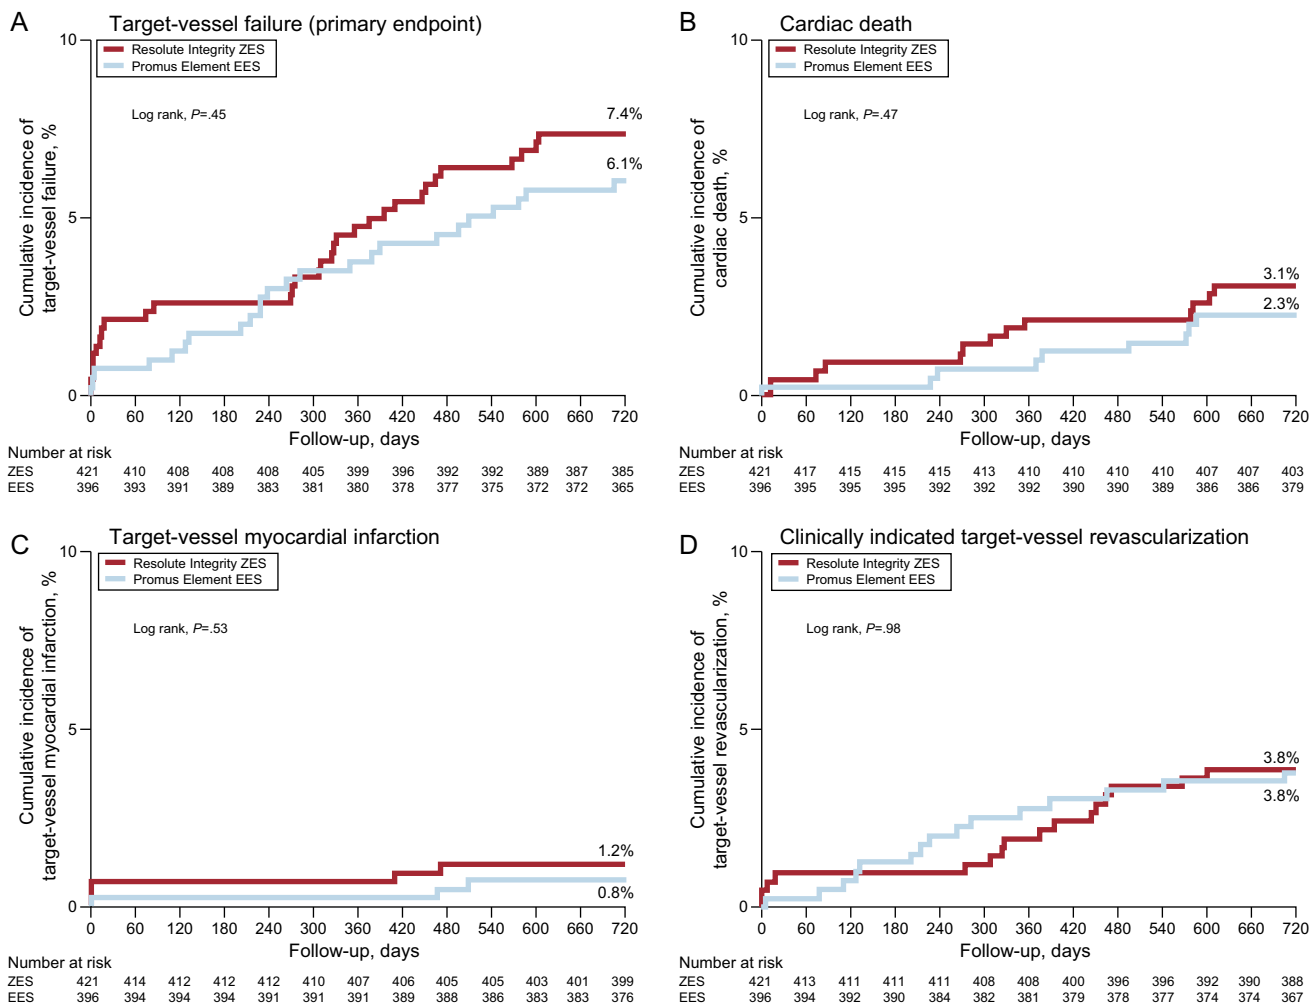 A Target-vessel failure (primary endpoint)
10
Resolute Integrity ZES
Promus Element EES
Log rank, P=.45
7.4%
6.1%
Cumulative incidence of
target-vessel failure, %
5
0
0 60 120 180 240 300 360 420 480 540 600 660 720
Follow-up, days
Number at risk
ZES 421 410 408 408 408 405 399 396 392 392 389 387 385
EES 396 393 391 389 383 381 380 378 377 375 372 372 365
B Cardiac death
10
Resolute Integrity ZES
Promus Element EES
Log rank, P=.47
Cumulative incidence of
cardiac death, %
5
3.1%
2.3%
0
0 60 120 180 240 300 360 420 480 540 600 660 720
Follow-up, days
Number at risk
ZES 421 417 415 415 415 413 410 410 410 410 407 407 403
EES 396 395 395 395 392 392 392 390 390 389 386 386 379
C Target-vessel myocardial infarction
10
Resolute Integrity ZES
Promus Element EES
Log rank, P=.53
Cumulative incidence of
target-vessel myocardial infarction, %
5
1.2%
0.8%
0
0 60 120 180 240 300 360 420 480 540 600 660 720
Follow-up, days
Number at risk
ZES 421 414 412 412 412 410 407 406 405 405 403 401 399
EES 396 394 394 394 391 391 391 389 388 386 383 383 376
D Clinically indicated target-vessel revascularization
10
Resolute Integrity ZES
Promus Element EES
Log rank, P=.98
Cumulative incidence of
target-vessel revascularization, %
5
3.8%
3.8%
0
0 60 120 180 240 300 360 420 480 540 600 660 720
Follow-up, days
Number at risk
ZES 421 413 411 411 411 408 408 400 396 396 392 390 388
EES 396 394 392 390 384 382 381 379 378 377 374 374 367